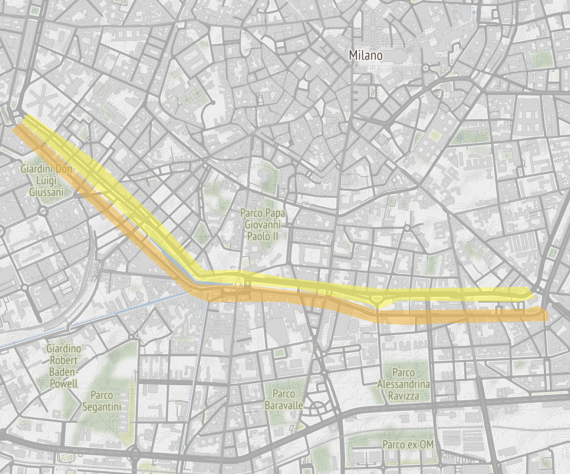 Milano
Giardini Don
Luigi
Giussani
Parco Papa
Giovanni
Paolo II
Giardino
Robert
Baden-
Powell
Parco
Segantini
Parco
Baravalle
Parco
Alessandrina
Ravizza
Parco ex OM